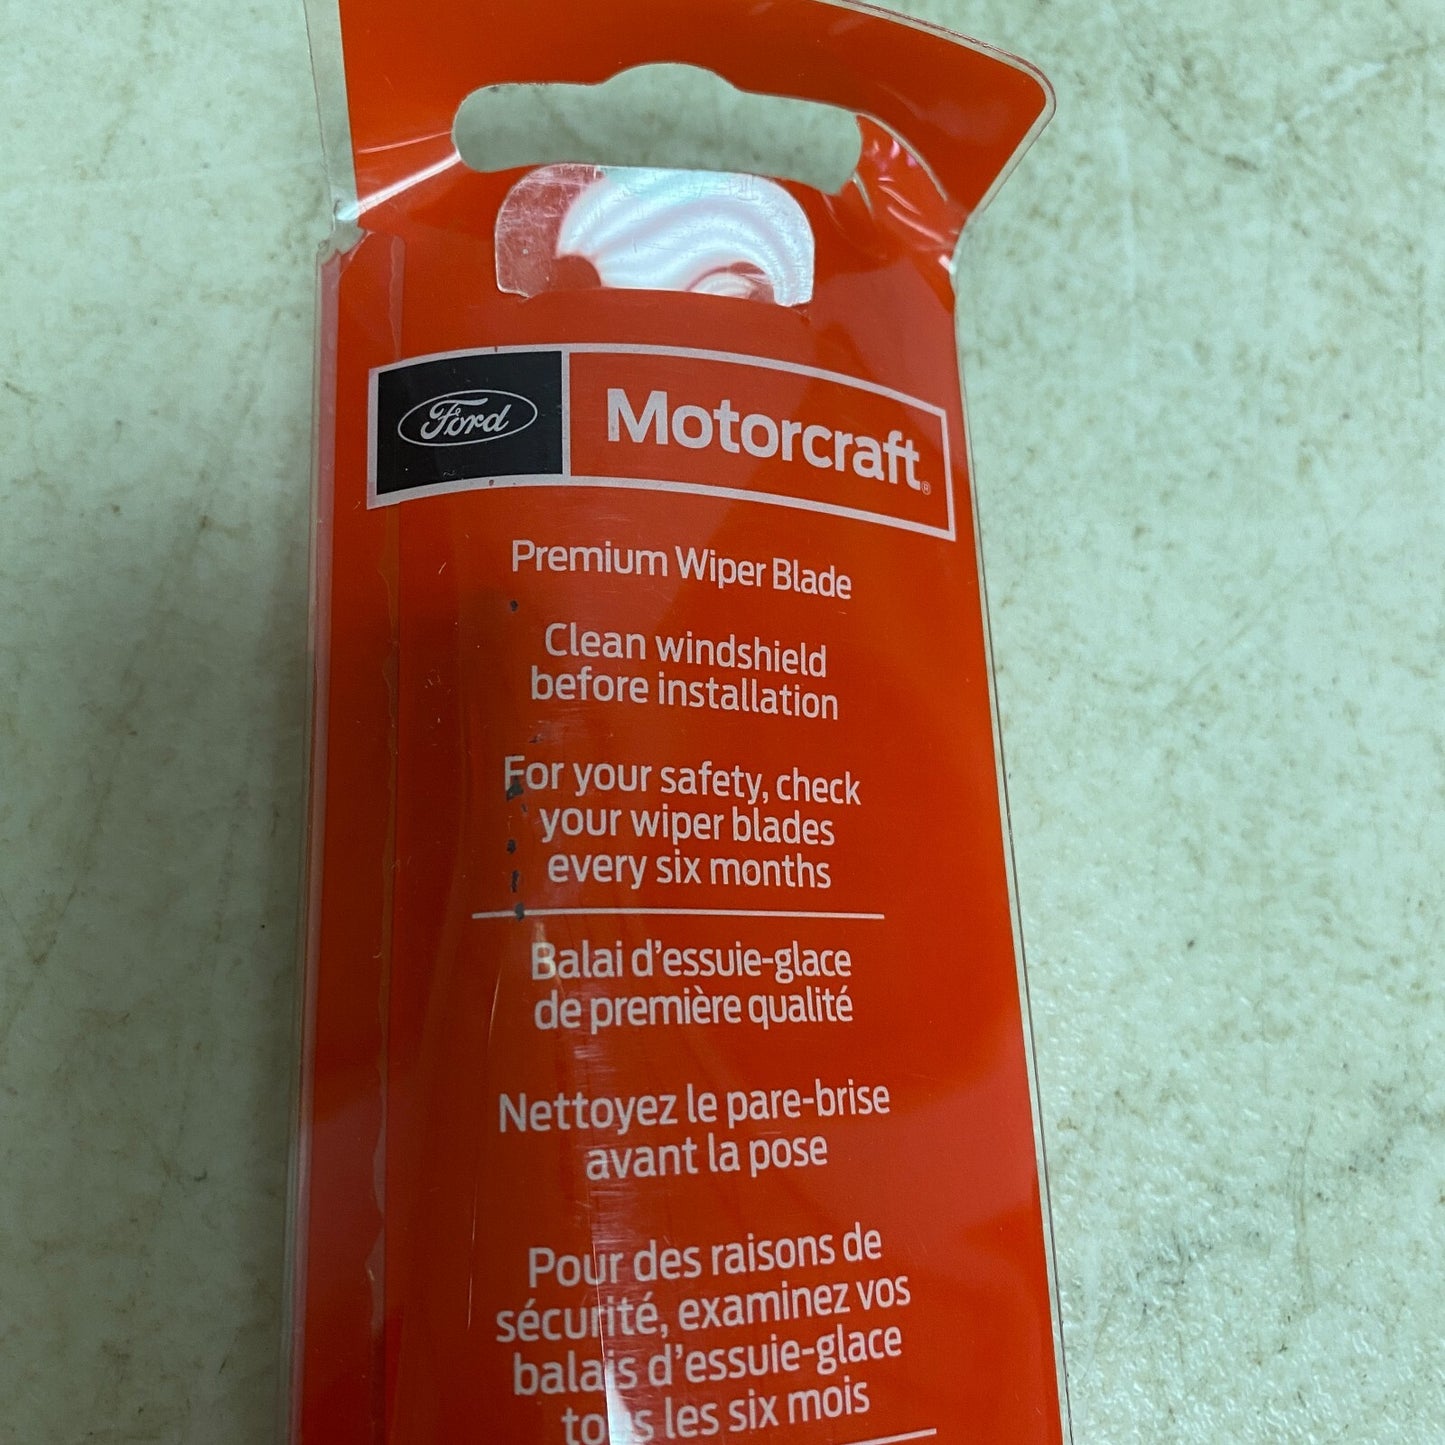 Ford
Motorcraft®
Premium Wiper Blade
Clean windshield
before installation
For your safety, check
your wiper blades
every six months
Balai d'essuie-glace
de première qualité
Nettoyez le pare-brise
avant la pose
Pour des raisons de
sécurité, examinez vos
balais d'essuie-glace
tous les six mois